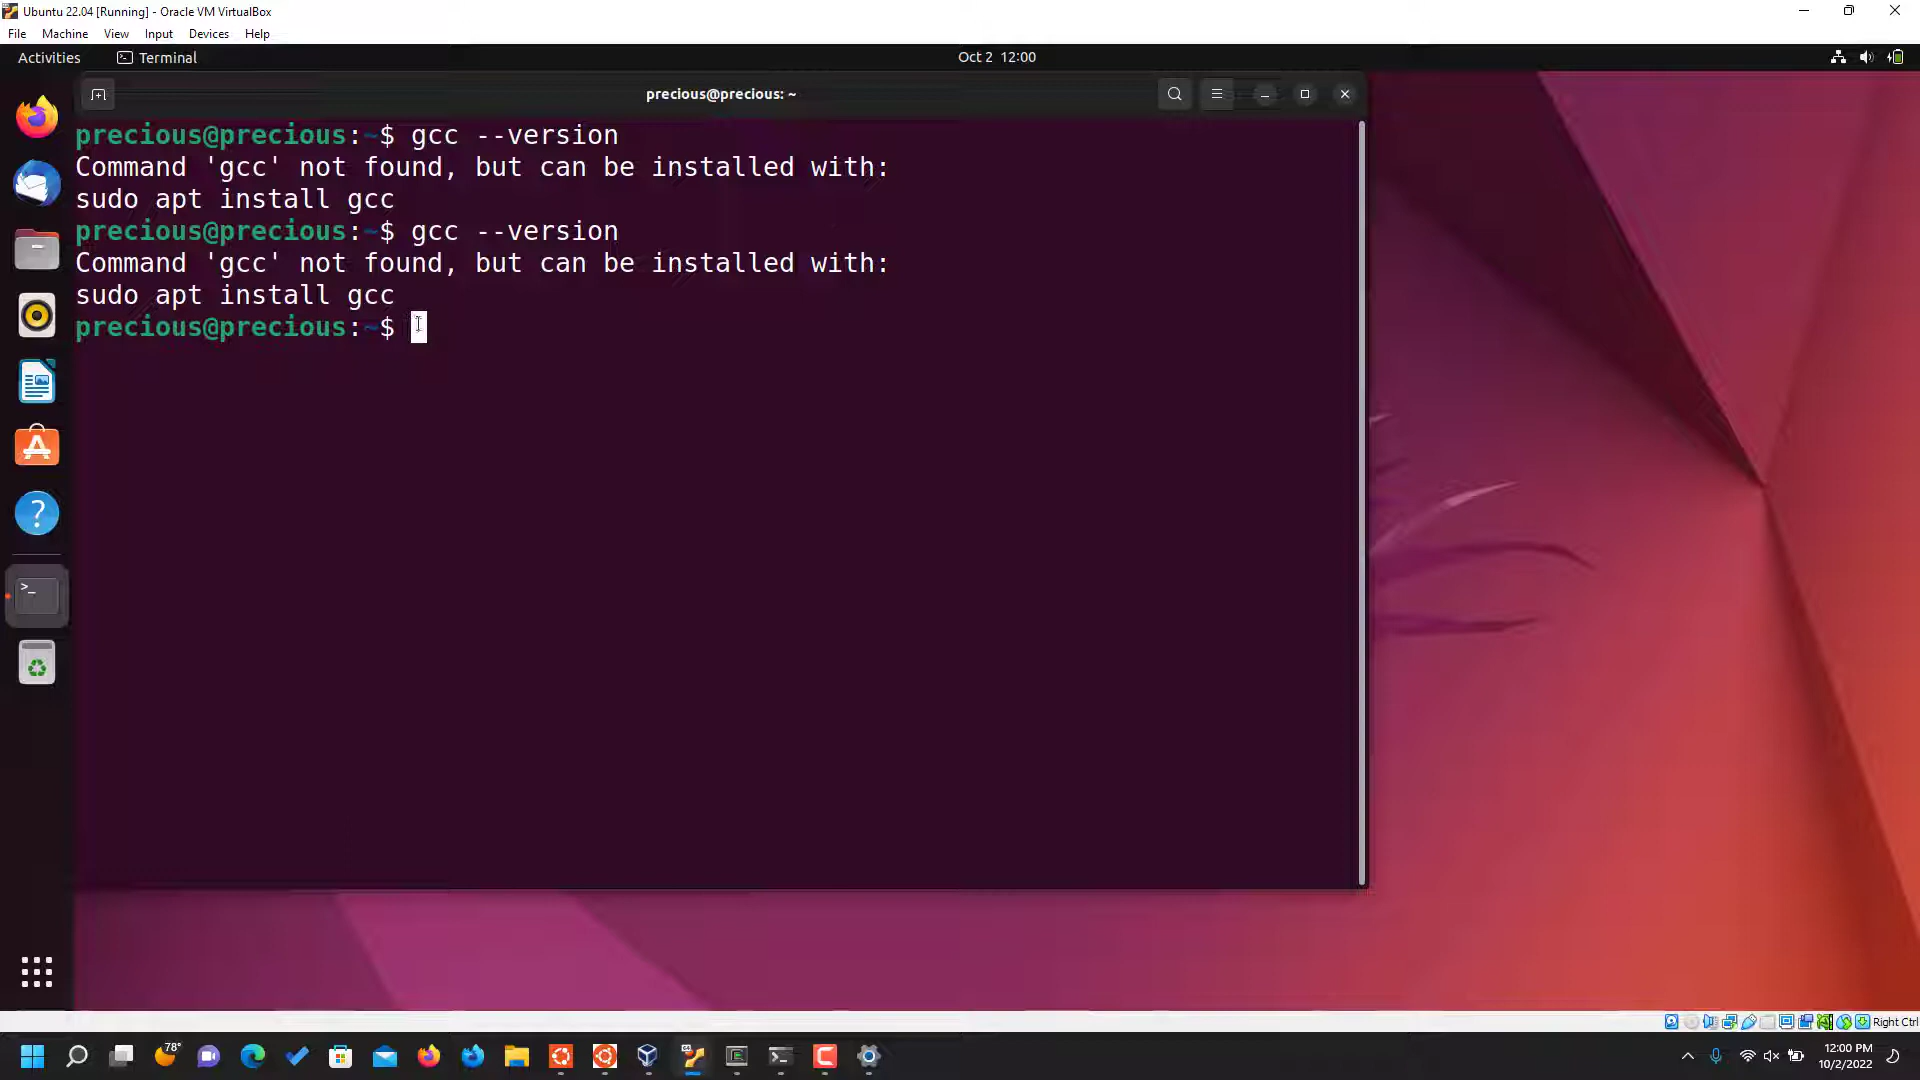 Ubuntu 22.04 [Running] - Oracle VM VirtualBox
File Machine View Input Devices Help
Activities Terminal Oct 2 12:00
precious@precious: ~
precious@precious:~$ gcc --version
Command 'gcc' not found, but can be installed with:
sudo apt install gcc
precious@precious:~$ gcc --version
Command 'gcc' not found, but can be installed with:
sudo apt install gcc
precious@precious:~$
Right Ctrl
78°
12:00 PM
10/2/2022